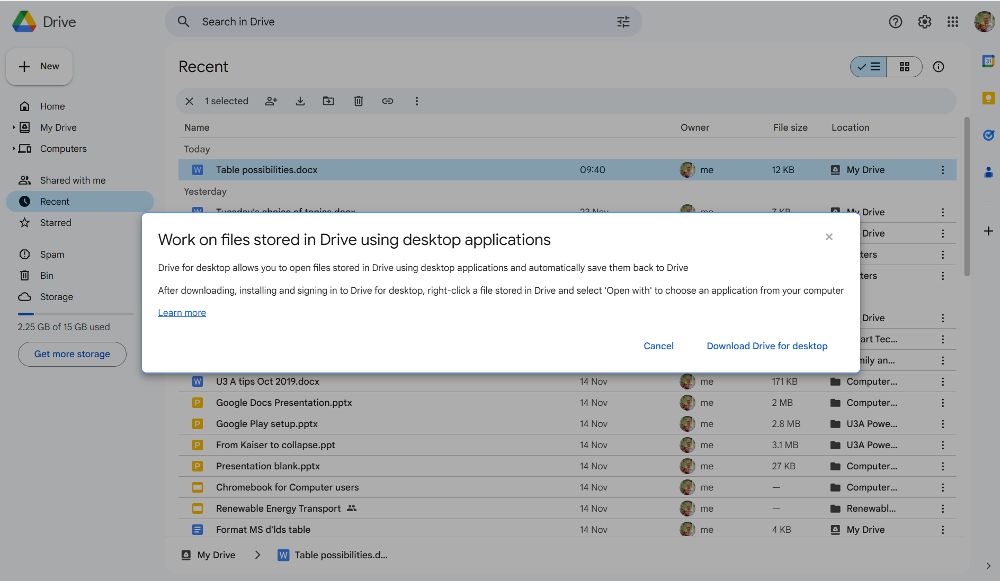 Drive
Search in Drive
New
Home
My Drive
Computers
Shared with me
Recent
Starred
Spam
Bin
Storage
2.25 GB of 15 GB used
Get more storage
Recent
1 selected
Name Owner File size Location
Today
W Table possibilities.docx 09:40 me 12 KB My Drive
Yesterday
W Tuesday's choice of topics.docx 23 Nov me 7 KB My Drive
Drive
ters
ters
Work on files stored in Drive using desktop applications
Drive for desktop allows you to open files stored in Drive using desktop applications and automatically save them back to Drive
After downloading, installing and signing in to Drive for desktop, right-click a file stored in Drive and select 'Open with' to choose an application from your computer
Learn more
Cancel Download Drive for desktop
Drive
art Tec...
mily an...
W U3 A tips Oct 2019.docx 14 Nov me 171 KB Computer...
P Google Docs Presentation.pptx 14 Nov me 2 MB Computer...
P Google Play setup.pptx 14 Nov me 2.8 MB U3A Powe...
P From Kaiser to collapse.ppt 14 Nov me 3.1 MB U3A Powe...
P Presentation blank.pptx 14 Nov me 27 KB Computer...
Chromebook for Computer users 14 Nov me — Computer...
Renewable Energy Transport 14 Nov me — Renewabl...
Format MS d'lds table 14 Nov me 4 KB My Drive
My Drive > W Table possibilities.d...
31